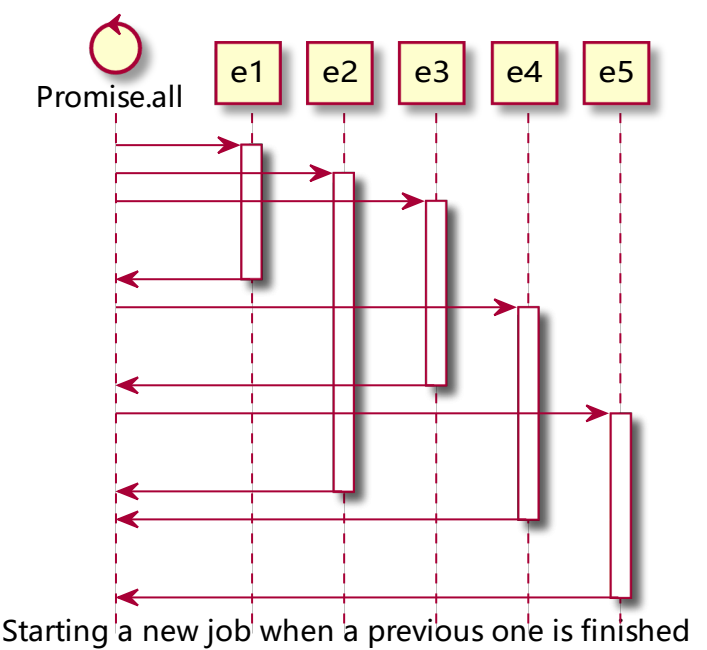 Promise.all
e1
e2
e3
e4
e5
Starting a new job when a previous one is finished